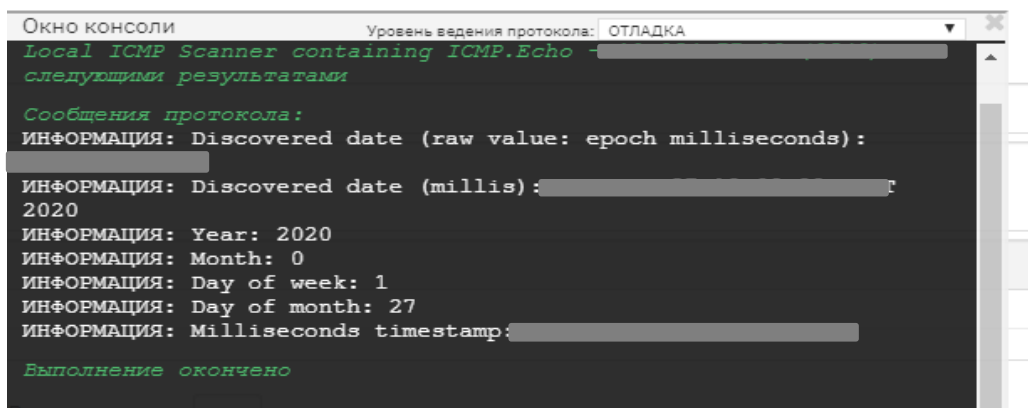 Окно консоли
Уровень ведения протокола: ОТЛАДКА
Local ICMP Scanner containing ICMP.Echo -
следующими результатами
Сообщения протокола:
ИНФОРМАЦИЯ: Discovered date (raw value: epoch milliseconds):
ИНФОРМАЦИЯ: Discovered date (millis):
2020
ИНФОРМАЦИЯ: Year: 2020
ИНФОРМАЦИЯ: Month: 0
ИНФОРМАЦИЯ: Day of week: 1
ИНФОРМАЦИЯ: Day of month: 27
ИНФОРМАЦИЯ: Milliseconds timestamp:
Выполнение окончено